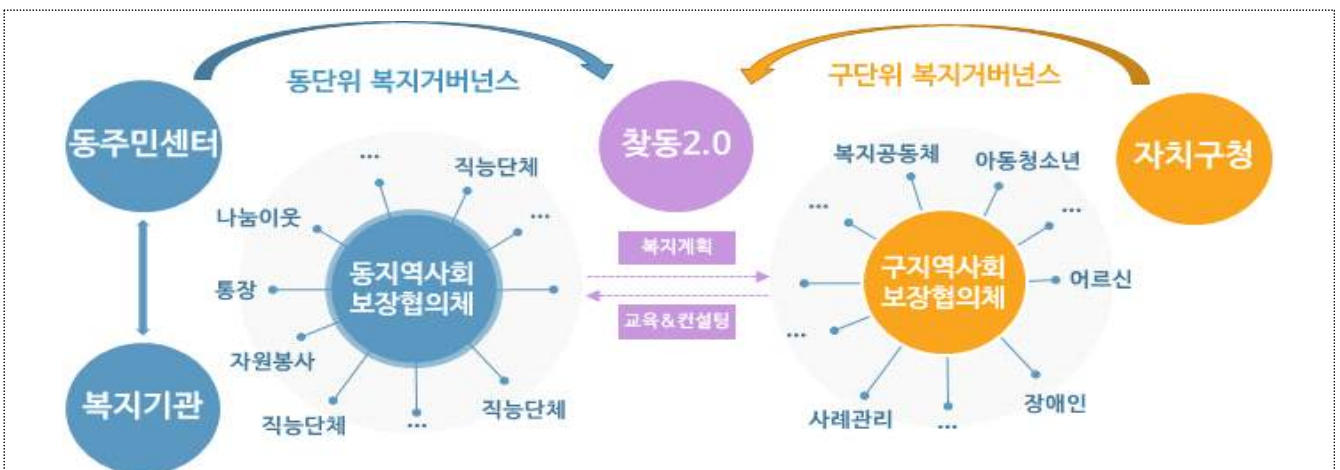 동단위 복지거버넌스
구단위 복지거버넌스
동주민센터
찾동2.0
자치구청
...
직능단체
복지공동체
아동청소년
나눔이웃
...
...
...
복지계획
동지역사회
보장협의체
구지역사회
보장협의체
어르신
통장
교육&컨설팅
...
자원봉사
복지기관
직능단체
...
직능단체
사례관리
...
장애인